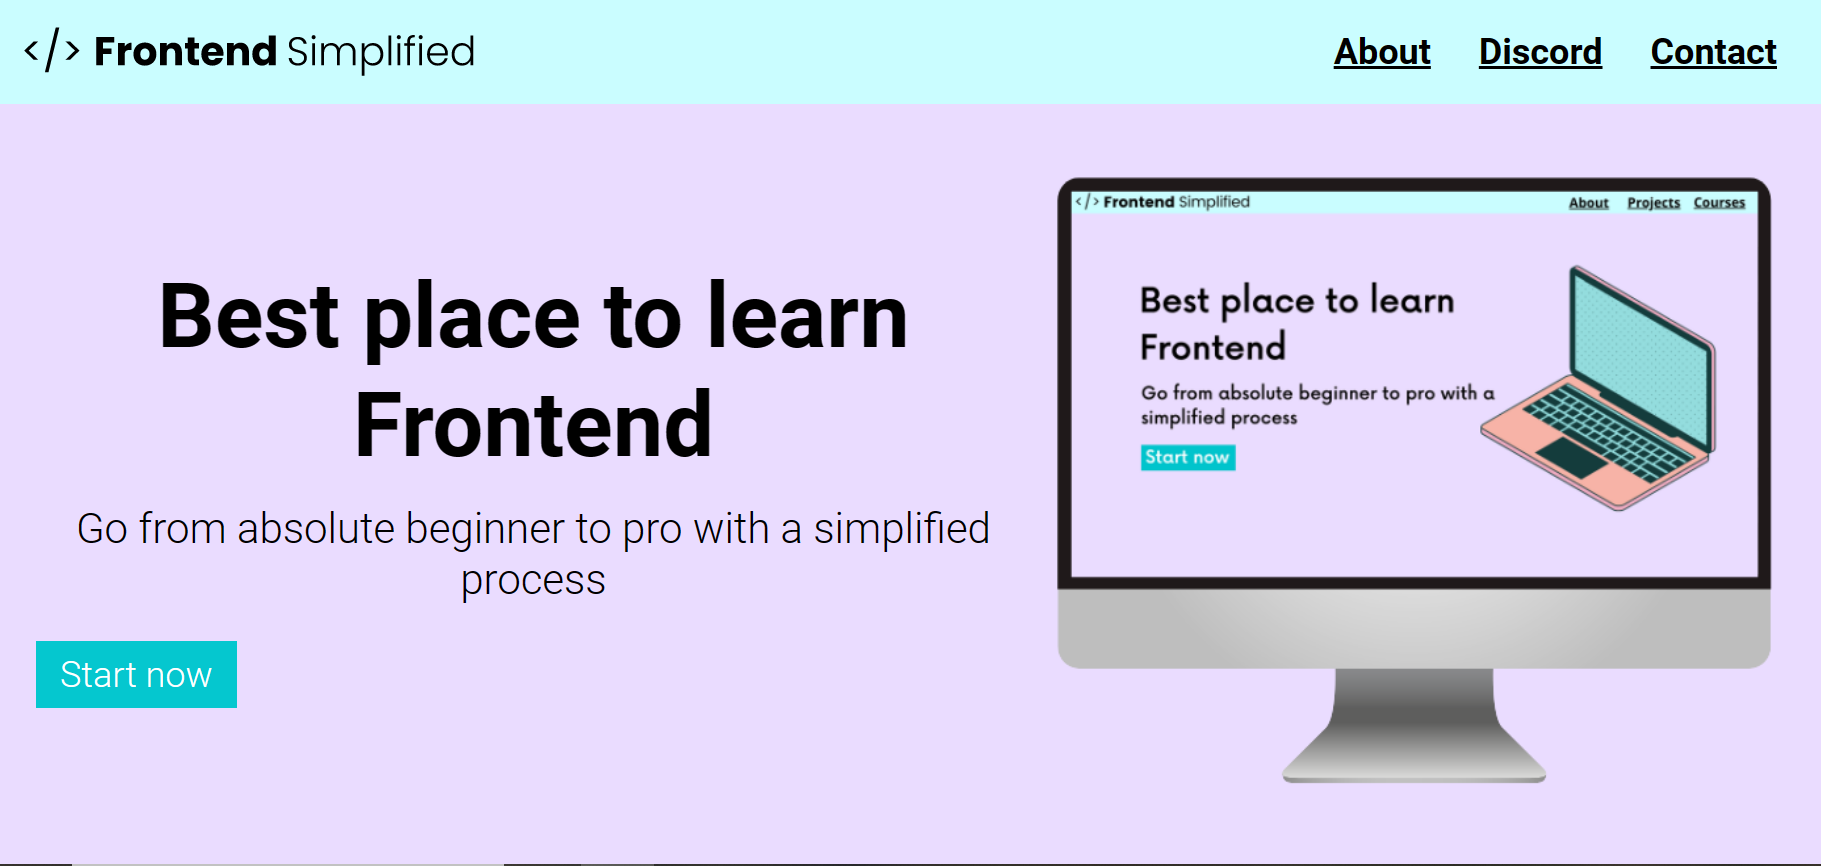 </> Frontend Simplified
About Discord Contact
Best place to learn
Frontend
Go from absolute beginner to pro with a simplified
process
Start now
</> Frontend Simplified
About Projects Courses
Best place to learn
Frontend
Go from absolute beginner to pro with a
simplified process
Start now